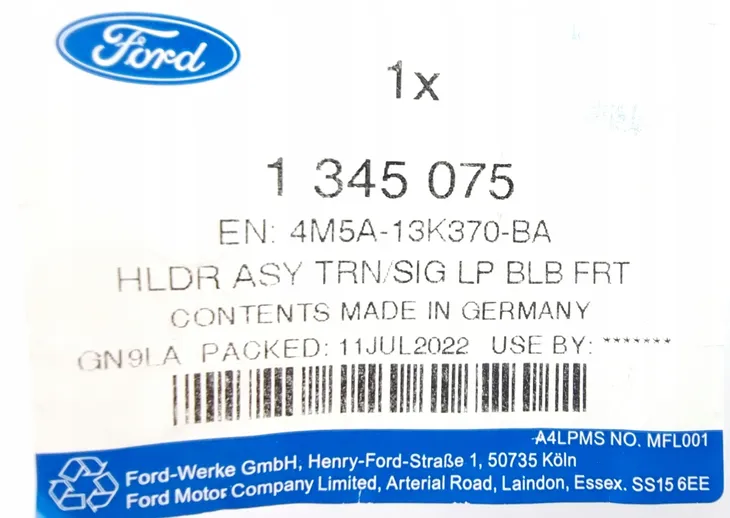 Ford
1x
1 345 075
EN: 4M5A-13K370-BA
HLDR ASY TRN/SIG LP BLB FRT
CONTENTS MADE IN GERMANY
GN9LA PACKED: 11JUL2022 USE BY: *******
A4LPMS NO. MFL001
Ford-Werke GmbH, Henry-Ford-Straße 1, 50735 Köln
Ford Motor Company Limited, Arterial Road, Laindon, Essex. SS15 6EE